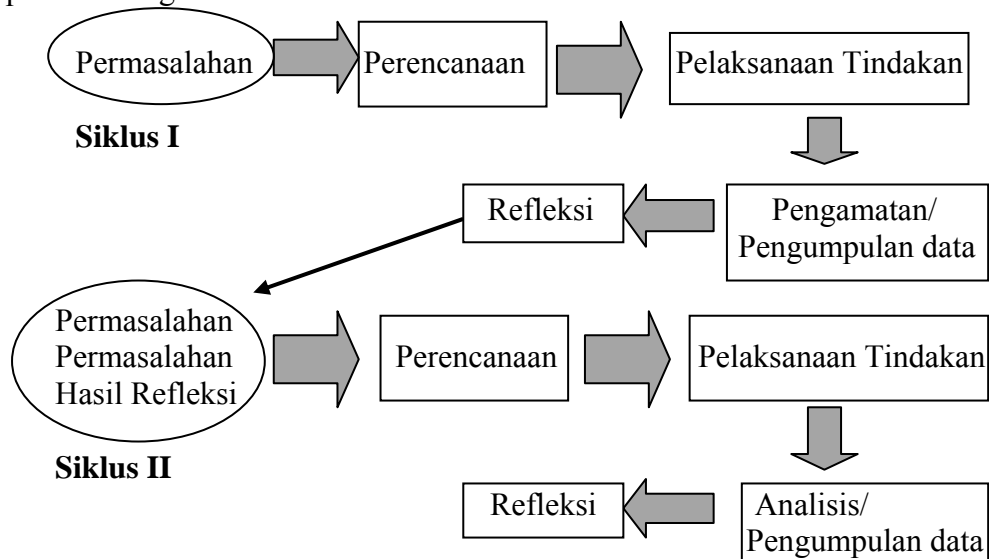 Permasalahan
Perencanaan
Pelaksanaan Tindakan
Siklus I
Refleksi
Pengamatan/
Pengumpulan data
Permasalahan
Permasalahan
Hasil Refleksi
Perencanaan
Pelaksanaan Tindakan
Siklus II
Refleksi
Analisis/
Pengumpulan data